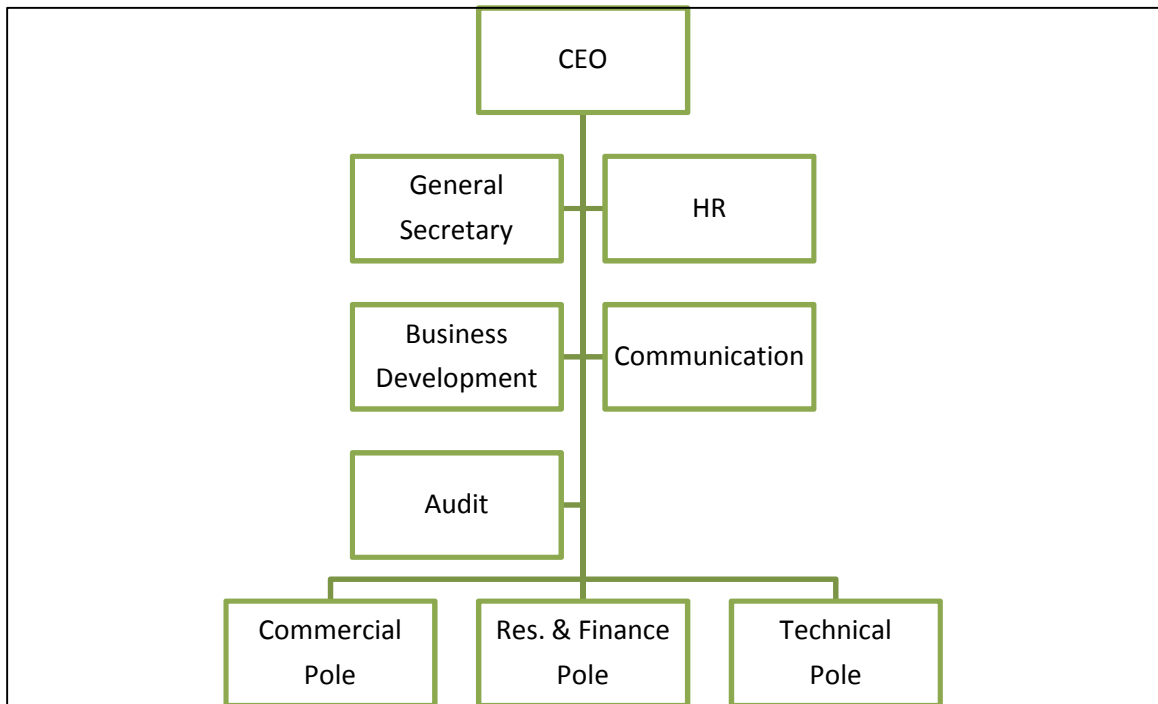 CEO
General
Secretary
HR
Business
Development
Communication
Audit
Commercial
Pole
Res. & Finance
Pole
Technical
Pole